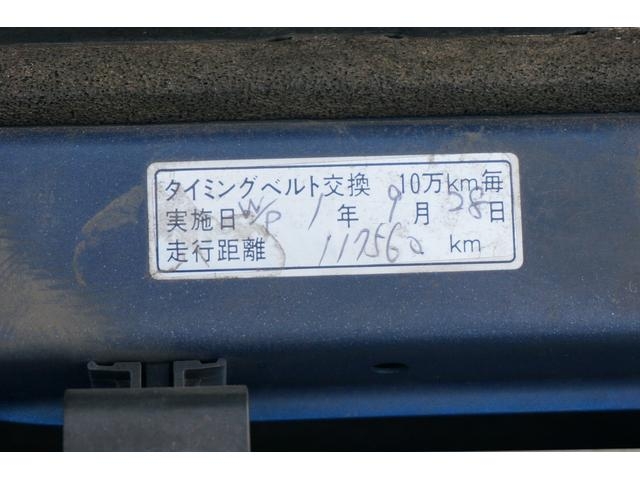 タイミングベルト交換 10万km毎
実施日 W/P 1 年 9 月 28 日
走行距離 117560 km